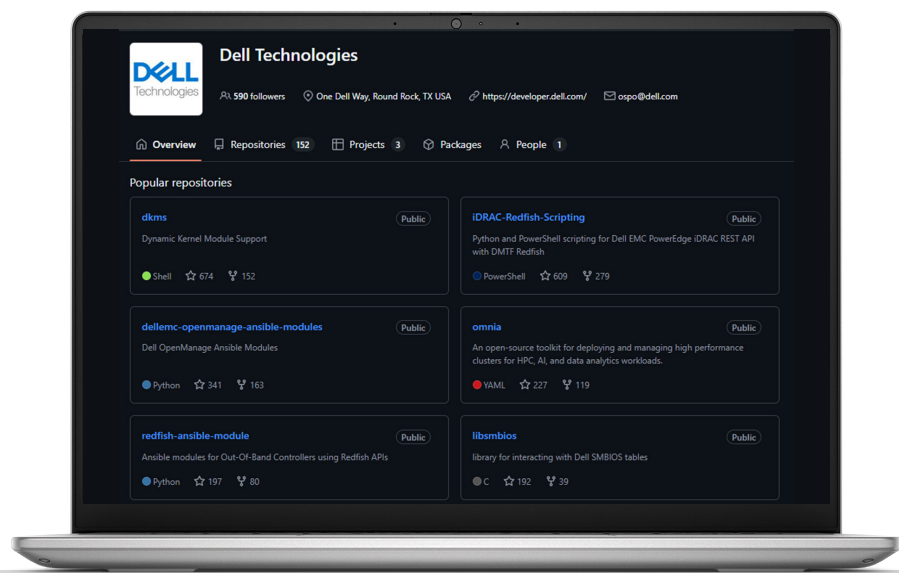 DELL
Technologies
Dell Technologies
590 followers One Dell Way, Round Rock, TX USA https://developer.dell.com/ ospo@dell.com
Overview Repositories 152 Projects 3 Packages People 1
Popular repositories
dkms Public
Dynamic Kernel Module Support
Shell 674 152
iDRAC-Redfish-Scripting Public
Python and PowerShell scripting for Dell EMC PowerEdge iDRAC REST API
with DMTF Redfish
PowerShell 609 279
dellemc-openmanage-ansible-modules Public
Dell OpenManage Ansible Modules
Python 341 163
omnia Public
An open-source toolkit for deploying and managing high performance
clusters for HPC, AI, and data analytics workloads.
YAML 227 119
redfish-ansible-module Public
Ansible modules for Out-Of-Band Controllers using Redfish APIs
Python 197 80
libsmbios Public
library for interacting with Dell SMBIOS tables
C 192 39